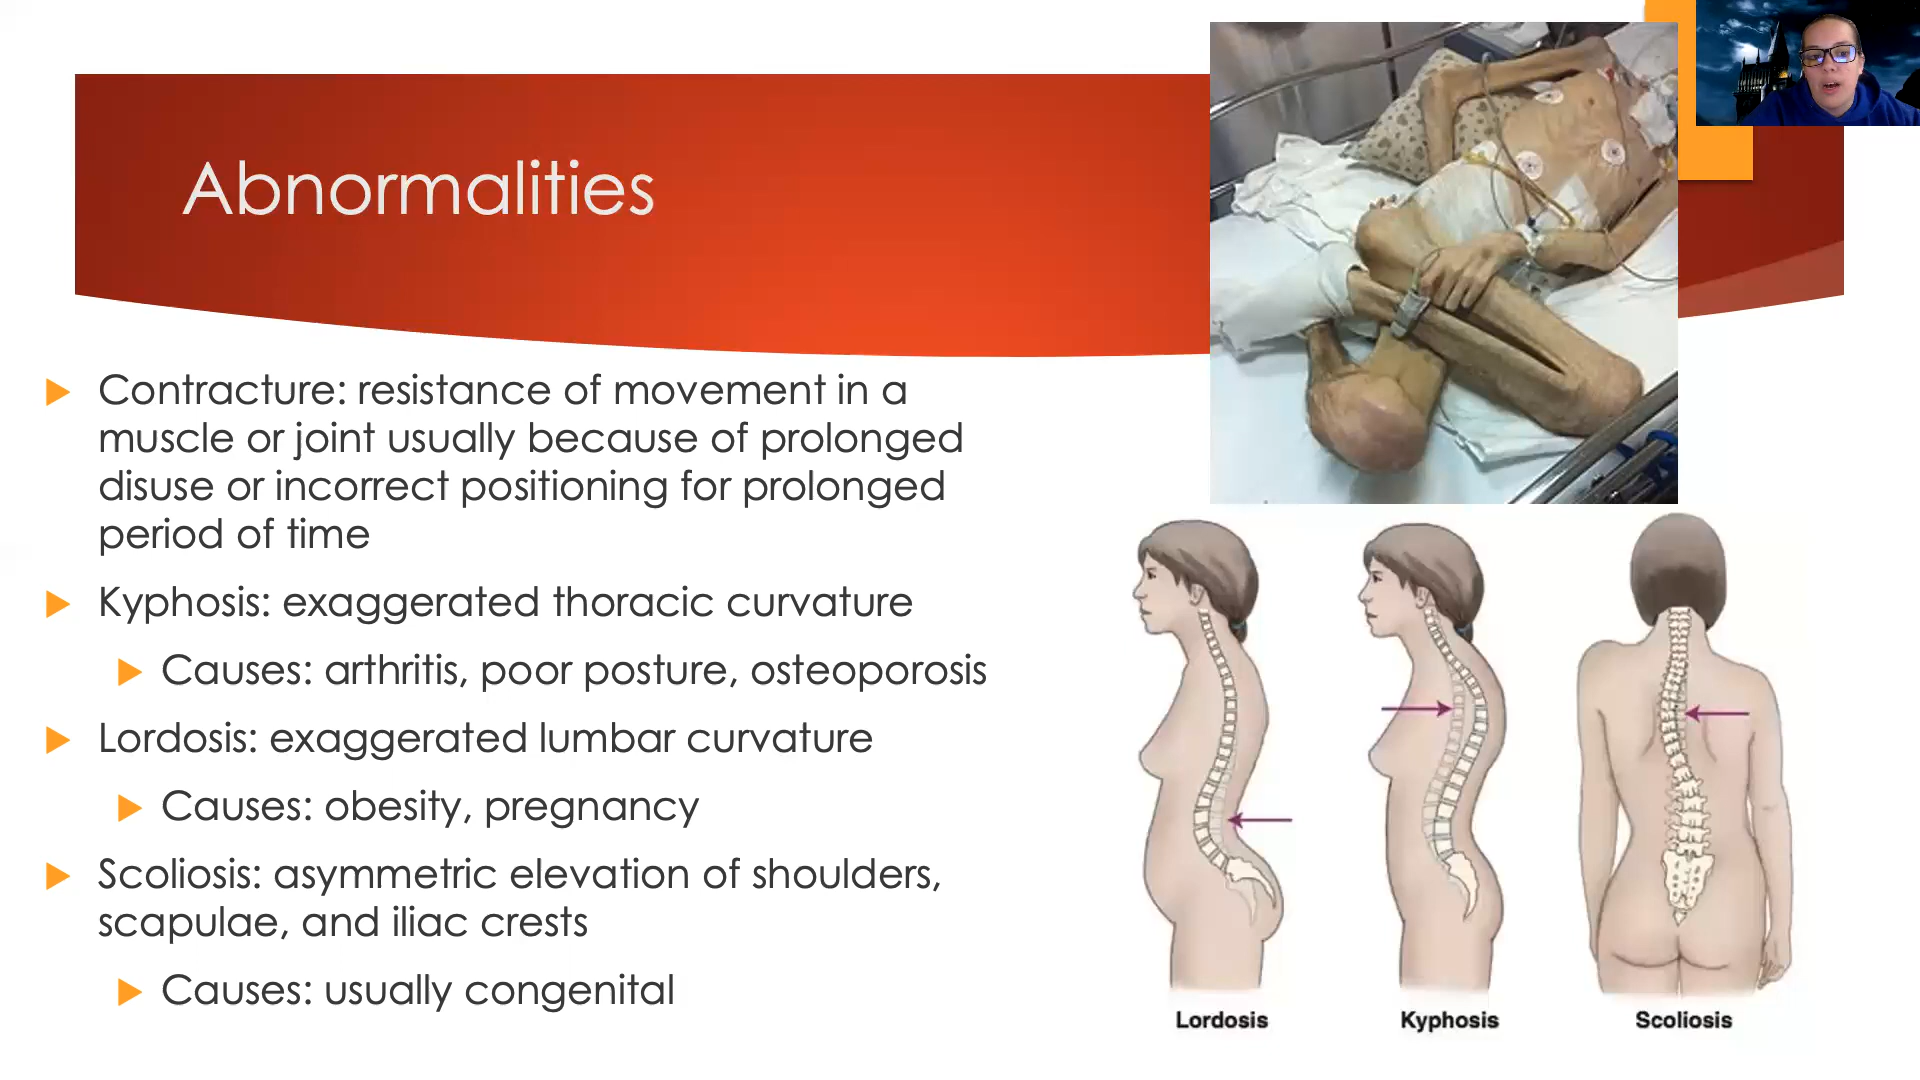 Abnormalities
Contracture: resistance of movement in a
muscle or joint usually because of prolonged
disuse or incorrect positioning for prolonged
period of time
Kyphosis: exaggerated thoracic curvature
Causes: arthritis, poor posture, osteoporosis
Lordosis: exaggerated lumbar curvature
Causes: obesity, pregnancy
Scoliosis: asymmetric elevation of shoulders,
scapulae, and iliac crests
Causes: usually congenital
Lordosis
Kyphosis
Scoliosis